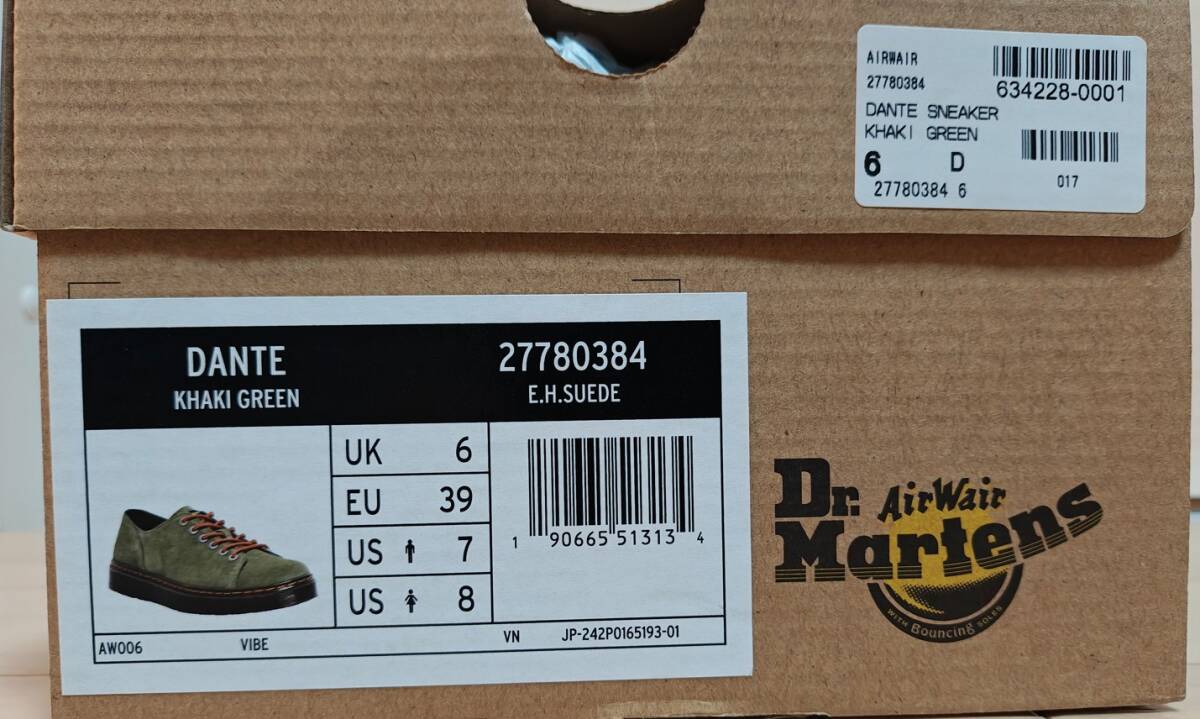 AIRWAIR
27780384
634228-0001
DANTE SNEAKER
KHAKI GREEN
6 D
27780384 6
017
DANTE
KHAKI GREEN
27780384
E.H.SUEDE
UK 6
EU 39
US 7
US 8
1 90665 51313 4
AW006 VIBE VN JP-242P0165193-01
Dr. AirWair
Martens
WITH Bouncing SOLES